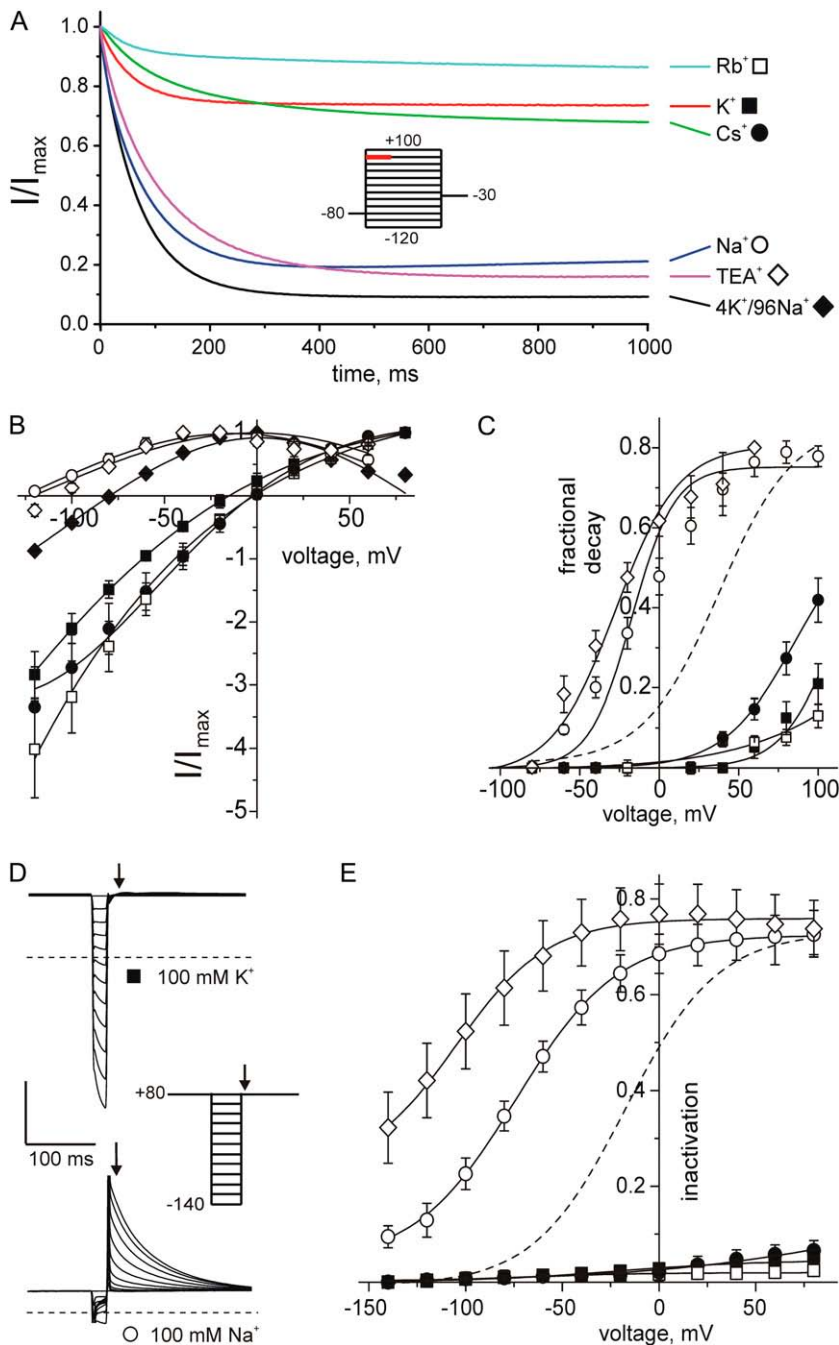 A
I/Imax
1.0
0.8
0.6
0.4
0.2
0.0
0
200
400
600
800
1000
time, ms
+100
-80
-30
-120
Rb⁺
K⁺
Cs⁺
Na⁺
TEA⁺
4K⁺/96Na⁺
B
1
-100
-50
50
voltage, mV
-1
-2
-3
-4
-5
I/Imax
C
0.8
0.6
0.4
0.2
fractional
decay
-100
-50
0
50
100
voltage, mV
D
100 mM K⁺
+80
-140
100 ms
100 mM Na⁺
E
0.8
0.6
0.4
0.2
inactivation
-150
-100
-50
0
50
voltage, mV